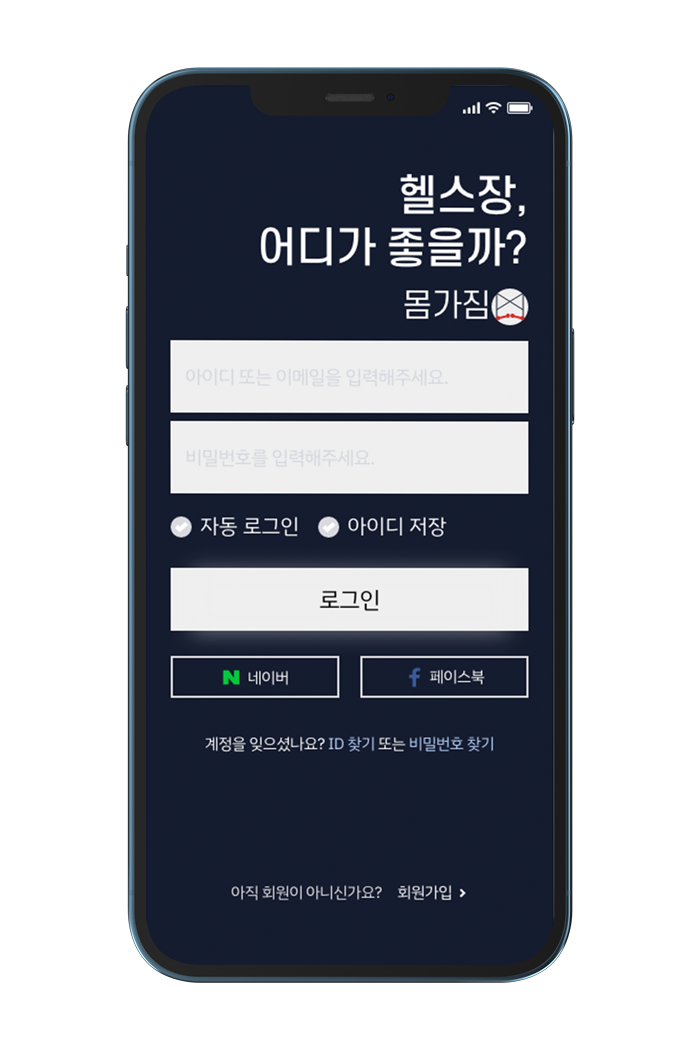 헬스장,
어디가 좋을까?
몸가짐
아이디 또는 이메일을 입력해주세요.
비밀번호를 입력해주세요.
자동 로그인 아이디 저장
로그인
N 네이버 f 페이스북
계정을 잊으셨나요? ID 찾기 또는 비밀번호 찾기
아직 회원이 아니신가요? 회원가입 >